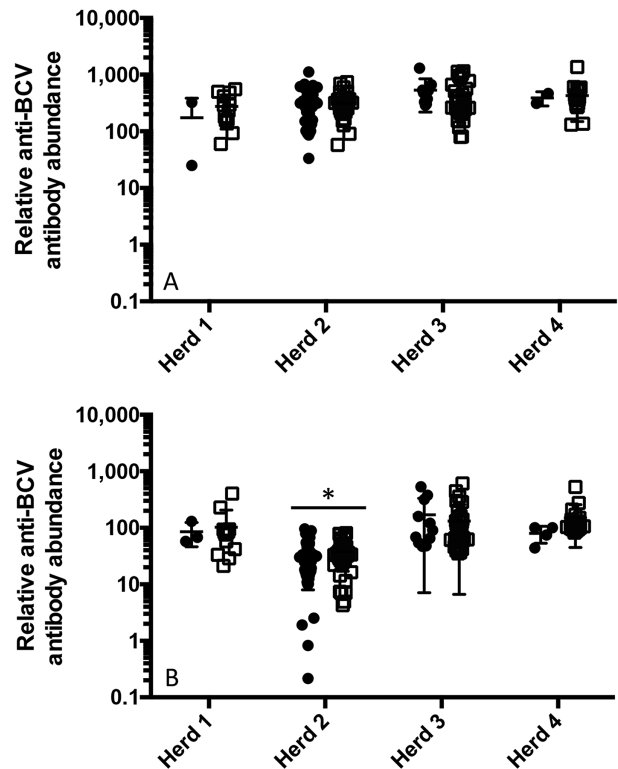 Relative anti-BCV
antibody abundance
10,000
1,000
100
10
1
0.1
A
Herd 1
Herd 2
Herd 3
Herd 4
Relative anti-BCV
antibody abundance
10,000
1,000
100
10
1
0.1
*
B
Herd 1
Herd 2
Herd 3
Herd 4